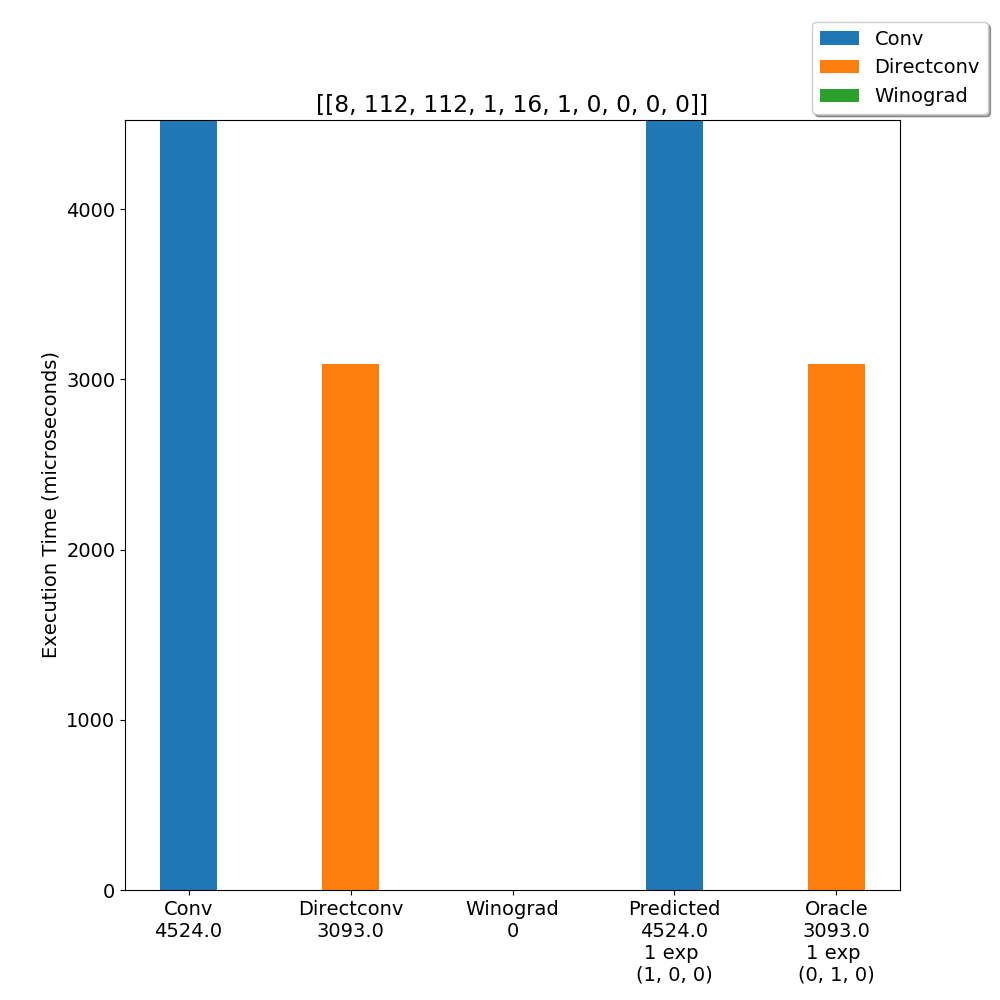 Conv
Directconv
Winograd
[[8, 112, 112, 1, 16, 1, 0, 0, 0, 0]]
Execution Time (microseconds)
4000
3000
2000
1000
0
Conv
4524.0
Directconv
3093.0
Winograd
0
Predicted
4524.0
1 exp
(1, 0, 0)
Oracle
3093.0
1 exp
(0, 1, 0)